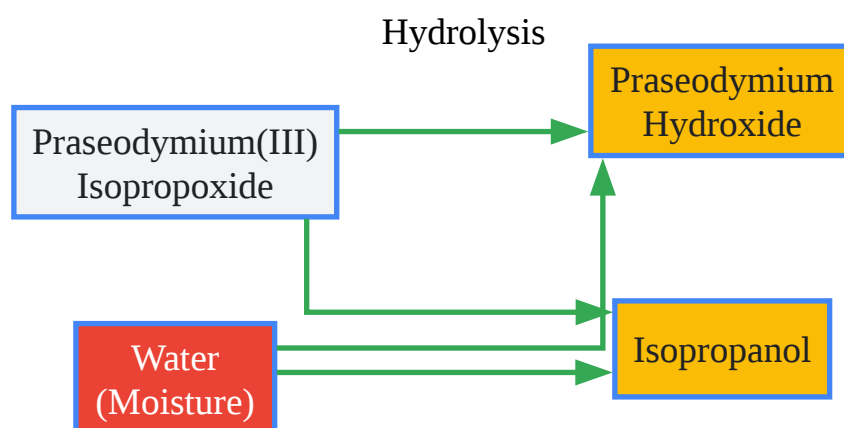 Hydrolysis
Praseodymium
Hydroxide
Praseodymium(III)
Isopropoxide
Water
(Moisture)
Isopropanol